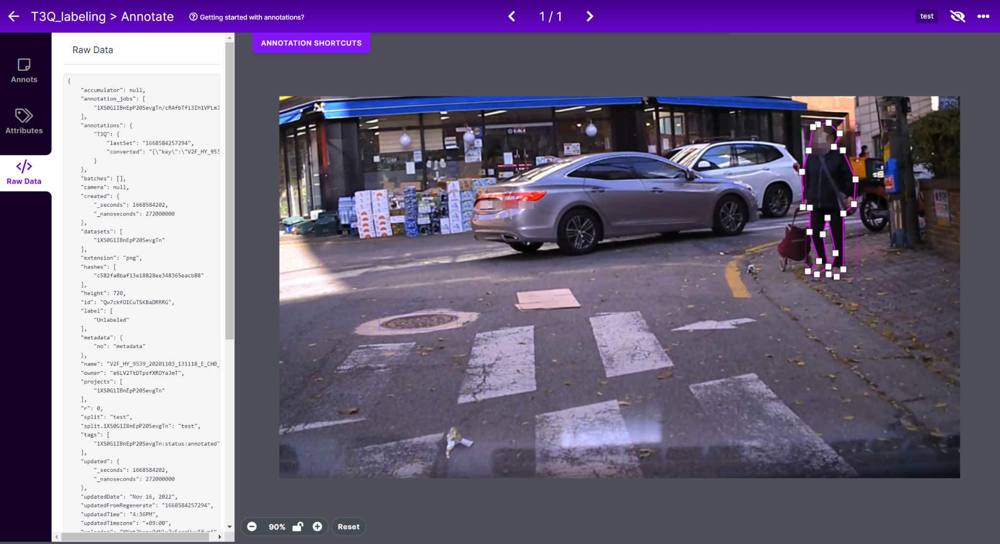 T3Q_labeling > Annotate
Getting started with annotations?
1 / 1
test
ANNOTATION SHORTCUTS
Annots
Attributes
Raw Data
Raw Data
{
"accumulator": null,
"annotation_jobs": [
"1XS0G1IBnEpP20SevgTn/cRAfbTfi3Ih1VPLmJ
],
"annotations": {
"T3Q": {
"lastSet": "1668584257294",
"converted": "{\"key\":\"V2F_HY_953
}
},
"batches": [],
"camera": null,
"created": {
"_seconds": 1668584202,
"_nanoseconds": 272000000
},
"datasets": [
"1XS0G1IBnEpP20SevgTn"
],
"extension": "png",
"hashes": [
"c582fa8baf13e18828ee348365eacb88"
],
"height": 720,
"id": "Qw7ckfOICuTSKBaDRRRG",
"label": [
"Unlabeled"
],
"metadata": {
"no": "metadata"
},
"name": "V2F_HY_9539_20201103_131118_E_CH0_
"owner": "e6LV2TtDTpsfXROYaJmT",
"projects": [
"1XS0G1IBnEpP20SevgTn"
],
"r": 0,
"split": "test",
"split.1XS0G1IBnEpP20SevgTn": "test",
"tags": [
"1XS0G1IBnEpP20SevgTn:status:annotated"
],
"updated": {
"_seconds": 1668584202,
"_nanoseconds": 272000000
},
"updatedDate": "Nov 16, 2022",
"updatedFromRegenerate": "1668584257294",
"updatedTime": "4:36PM",
"updatedTimezone": "+09:00",
90%
Reset